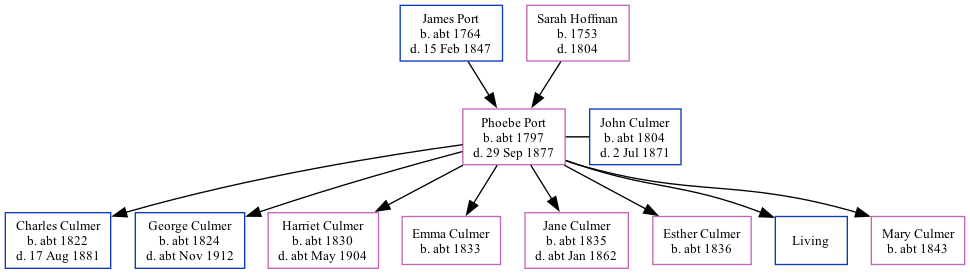 James Port
b. abt 1764
d. 15 Feb 1847
Sarah Hoffman
b. 1753
d. 1804
Phoebe Port
b. abt 1797
d. 29 Sep 1877
John Culmer
b. abt 1804
d. 2 Jul 1871
Charles Culmer
b. abt 1822
d. 17 Aug 1881
George Culmer
b. abt 1824
d. abt Nov 1912
Harriet Culmer
b. abt 1830
d. abt May 1904
Emma Culmer
b. abt 1833
Jane Culmer
b. abt 1835
d. abt Jan 1862
Esther Culmer
b. abt 1836
Living
Mary Culmer
b. abt 1843